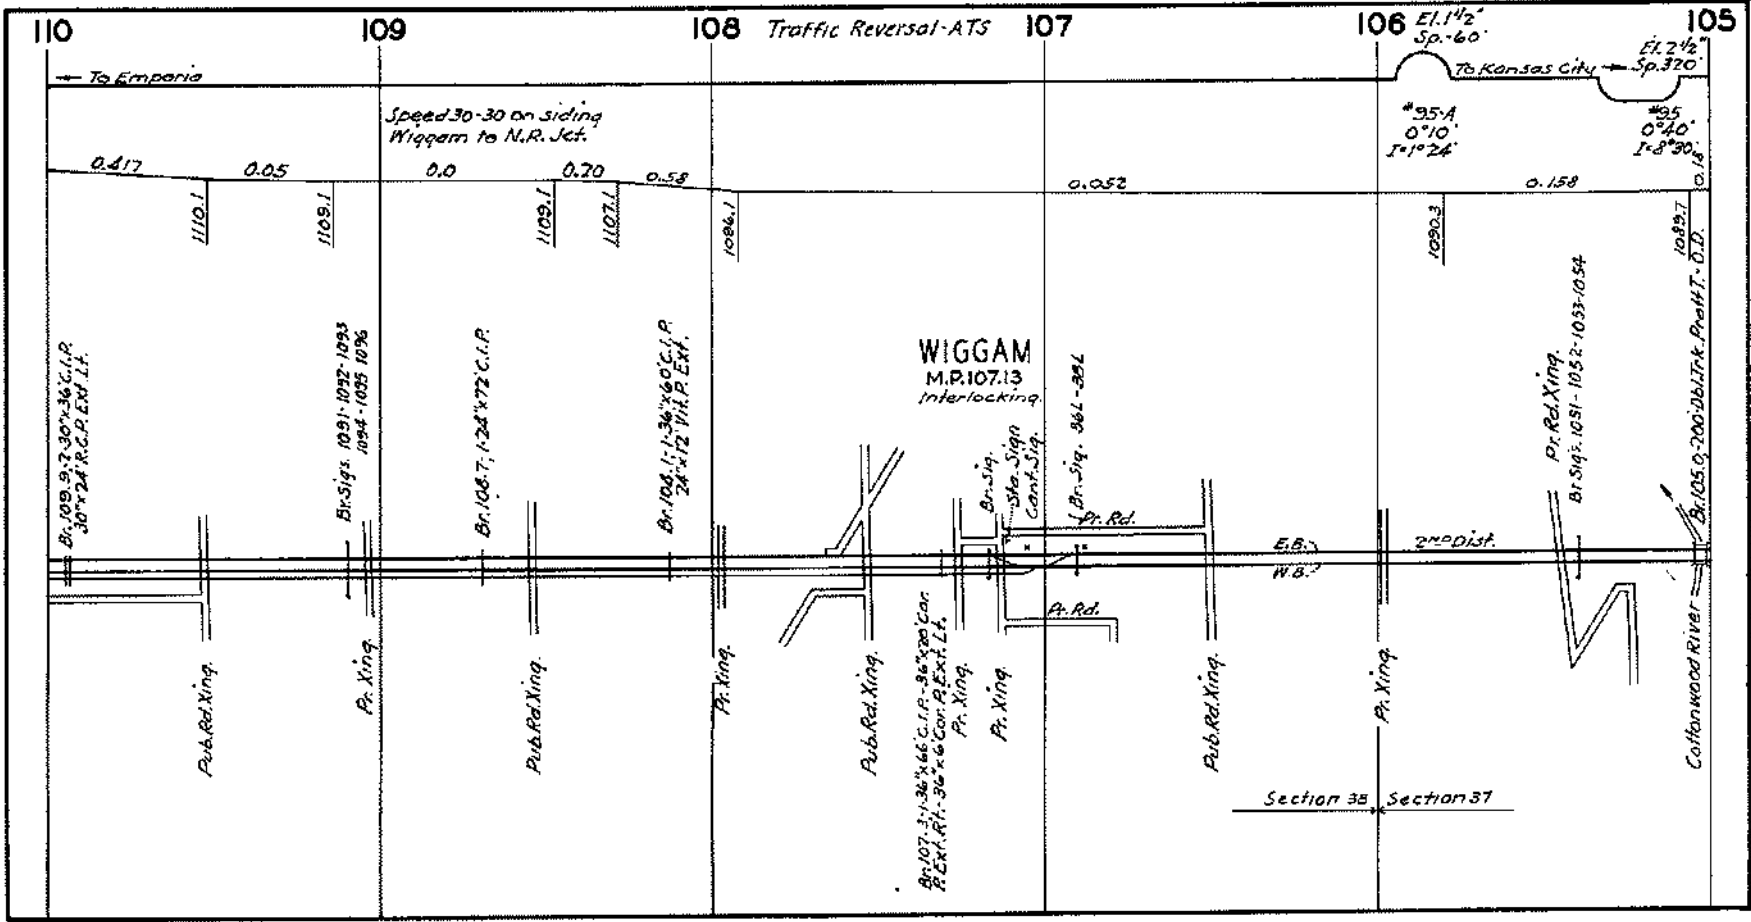 110
109
108
Traffic Reversal-ATS
107
106
El. 1½"
Sp.-60'
105
El. 2½"
Sp. 320'
← To Emporia
To Kansas City →
Speed 30-30 on siding
Wiggam to N.R. Jct.
#95-A
0°10'
I=1°24'
#95
0°40'
I=8°30'
0.417
0.05
0.0
0.20
0.58
0.052
0.158
0.18
1110.1
1109.1
1109.1
1107.1
1086.1
1090.3
1089.7
Br. 109.9; 2-30"x36' C.I.P.
30"x24' R.C.P. Ext. Lt.
Br. Sigs. 1091-1092-1093
1094-1095 1096
Br. 108.7; 1-24"x72' C.I.P.
Br. 108.1; 1-36"x60' C.I.P.
24"x12' Vit. P. Ext.
WIGGAM
M.P. 107.13
Interlocking.
Br. Sig.
Sta. Sign
Cant. Sig.
Br. Sig. 36L-38L
Pr. Rd.
Pr. Rd. Xing.
Br Sigs. 1051-1052-1053-1054
Br. 105.0; 200' Dbl. Trk.
E.B.
W.B.
2ND Dist.
Pr. Rd.
Pub. Rd. Xing.
Pr. Xing.
Pub. Rd. Xing.
Pr. Xing.
Pub. Rd. Xing.
Br. 107.3; 1-36"x66' C.I.P.-36"x20' Cor.
P. Ext. Rt.-36"x6' Cor. P. Ext. Lt.
Pr. Xing.
Pr. Xing.
Pub. Rd. Xing.
Pr. Xing.
Cottonwood River
Section 38
Section 37